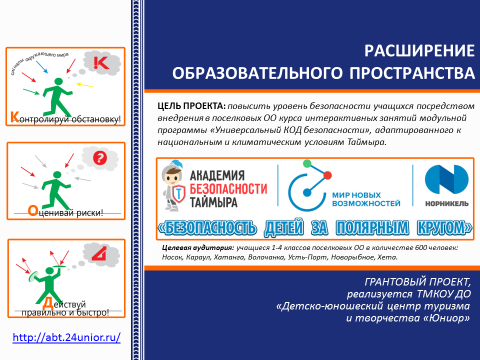 сигналы окружающего мира
К
Контролируй обстановку!
?
Оценивай риски!
Д
Действуй
правильно и быстро!
http://abt.24unior.ru/
РАСШИРЕНИЕ
ОБРАЗОВАТЕЛЬНОГО ПРОСТРАНСТВА
ЦЕЛЬ ПРОЕКТА: повысить уровень безопасности учащихся посредством
внедрения в поселковых ОО курса интерактивных занятий модульной
программы «Универсальный КОД безопасности», адаптированного к
национальным и климатическим условиям Таймыра.
АКАДЕМИЯ
БЕЗОПАСНОСТИ
ТАЙМЫРА
МИР НОВЫХ
ВОЗМОЖНОСТЕЙ
НОРНИКЕЛЬ
«БЕЗОПАСНОСТЬ ДЕТЕЙ ЗА ПОЛЯРНЫМ КРУГОМ»
Целевая аудитория: учащиеся 1-4 классов поселковых ОО в количестве 600 человек:
Носок, Караул, Хатанга, Волочанка, Усть-Порт, Новорыбное, Хета.
ГРАНТОВЫЙ ПРОЕКТ,
реализуется ТМКОУ ДО
«Детско-юношеский центр туризма
и творчества «Юниор»